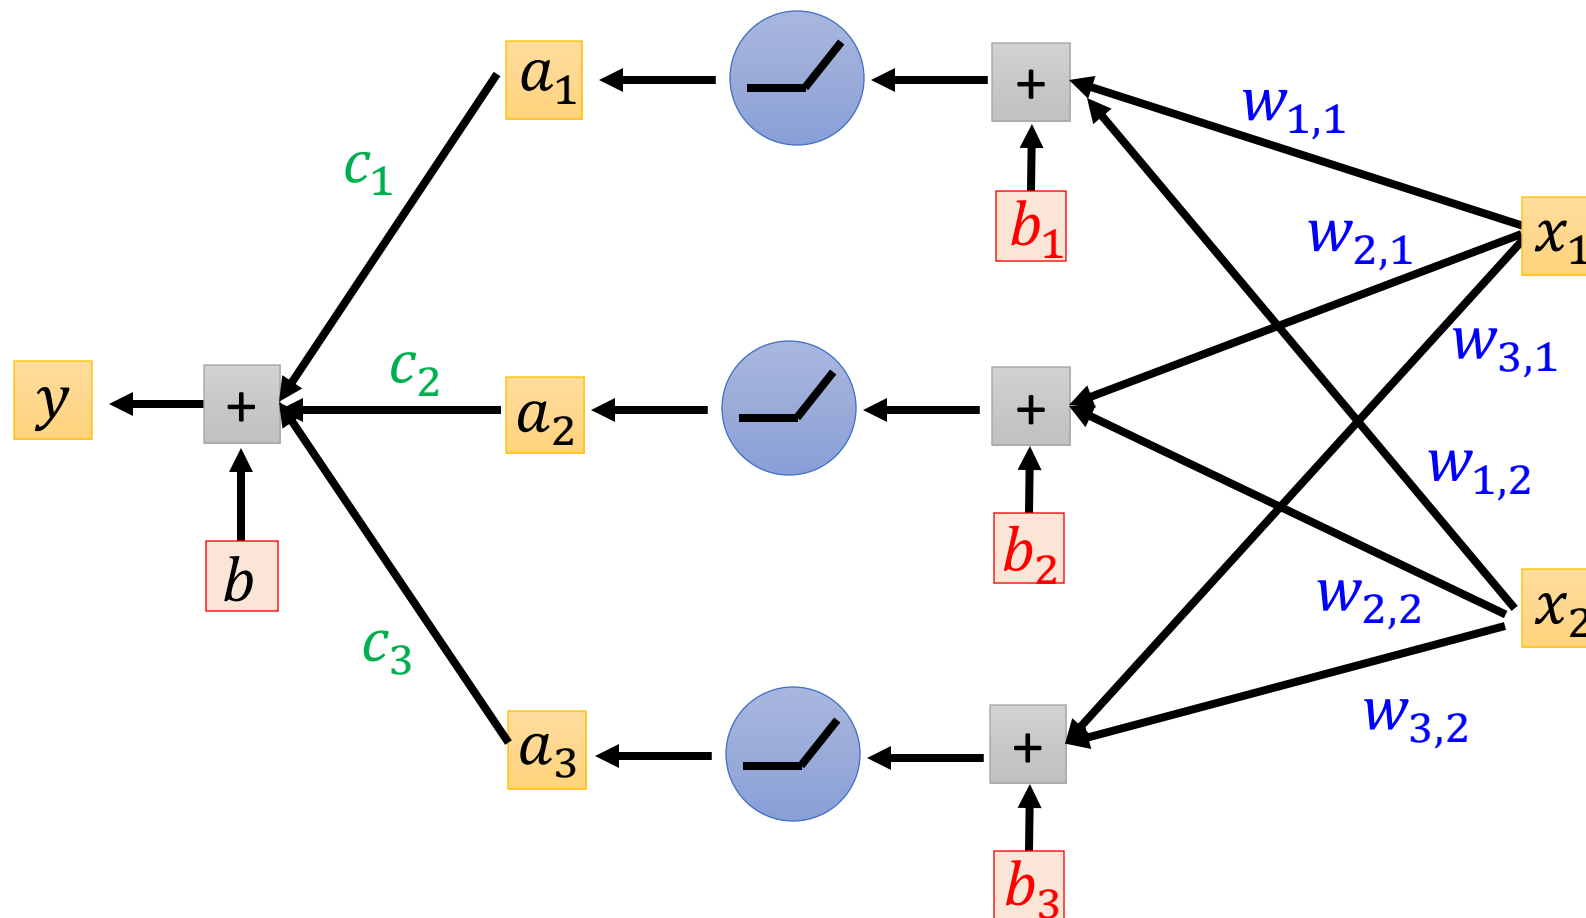 a₁ + w₁,₁
c₁ b₁ w₂,₁ x₁
y + c₂ a₂ + w₃,₁
w₁,₂
b b₂ w₂,₂ x₂
c₃ a₃ + w₃,₂
b₃